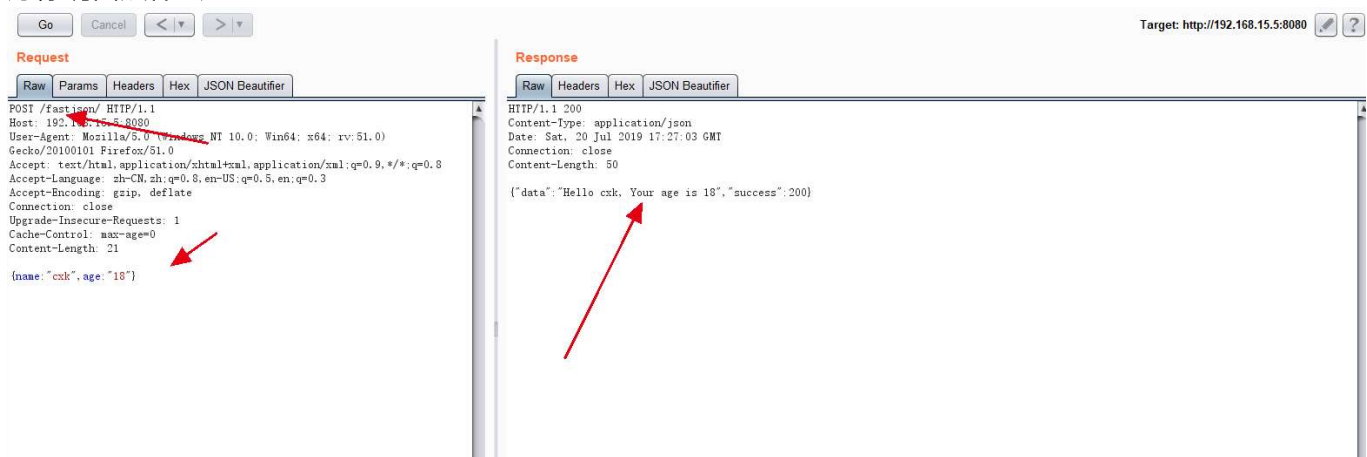 Go Cancel < > Target: http://192.168.15.5:8080 ?
Request
Raw Params Headers Hex JSON Beautifier
POST /fastjson/ HTTP/1.1
Host: 192.168.15.5:8080
User-Agent: Mozilla/5.0 (Windows NT 10.0; Win64; x64; rv:51.0)
Gecko/20100101 Firefox/51.0
Accept: text/html,application/xhtml+xml,application/xml;q=0.9,*/*;q=0.8
Accept-Language: zh-CN,zh;q=0.8,en-US;q=0.5,en;q=0.3
Accept-Encoding: gzip, deflate
Connection: close
Upgrade-Insecure-Requests: 1
Cache-Control: max-age=0
Content-Length: 21
{name:"cxk",age:"18"}
Response
Raw Headers Hex JSON Beautifier
HTTP/1.1 200
Content-Type: application/json
Date: Sat, 20 Jul 2019 17:27:03 GMT
Connection: close
Content-Length: 50
{"data":"Hello cxk, Your age is 18","success":200}